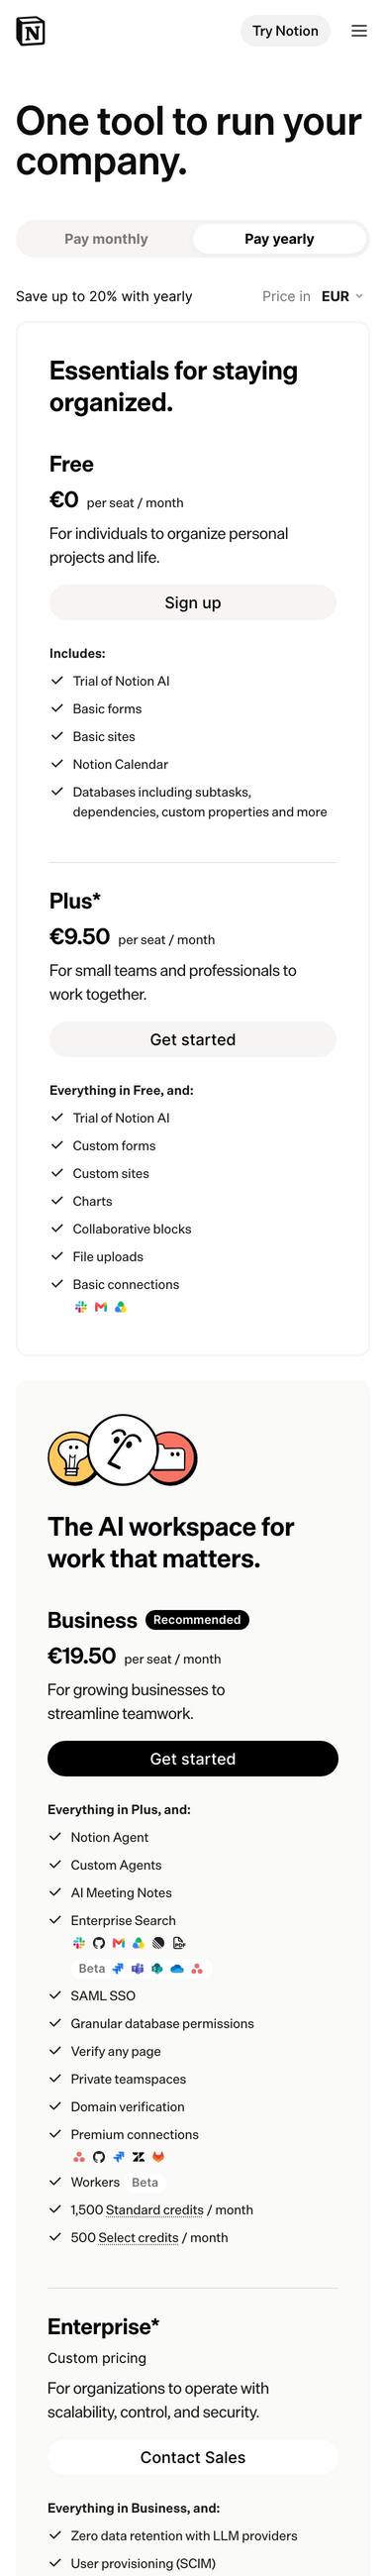 N
Try Notion
One tool to run your
company.
Pay monthly
Pay yearly
Save up to 20% with yearly
Price in EUR
Essentials for staying
organized.
Free
€0 per seat / month
For individuals to organize personal
projects and life.
Sign up
Includes:
Trial of Notion AI
Basic forms
Basic sites
Notion Calendar
Databases including subtasks,
dependencies, custom properties and more
Plus*
€9.50 per seat / month
For small teams and professionals to
work together.
Get started
Everything in Free, and:
Trial of Notion AI
Custom forms
Custom sites
Charts
Collaborative blocks
File uploads
Basic connections
The AI workspace for
work that matters.
Business Recommended
€19.50 per seat / month
For growing businesses to
streamline teamwork.
Get started
Everything in Plus, and:
Notion Agent
Custom Agents
AI Meeting Notes
Enterprise Search
PDF
Beta
SAML SSO
Granular database permissions
Verify any page
Private teamspaces
Domain verification
Premium connections
Workers Beta
1,500 Standard credits / month
500 Select credits / month
Enterprise*
Custom pricing
For organizations to operate with
scalability, control, and security.
Contact Sales
Everything in Business, and:
Zero data retention with LLM providers
User provisioning (SCIM)